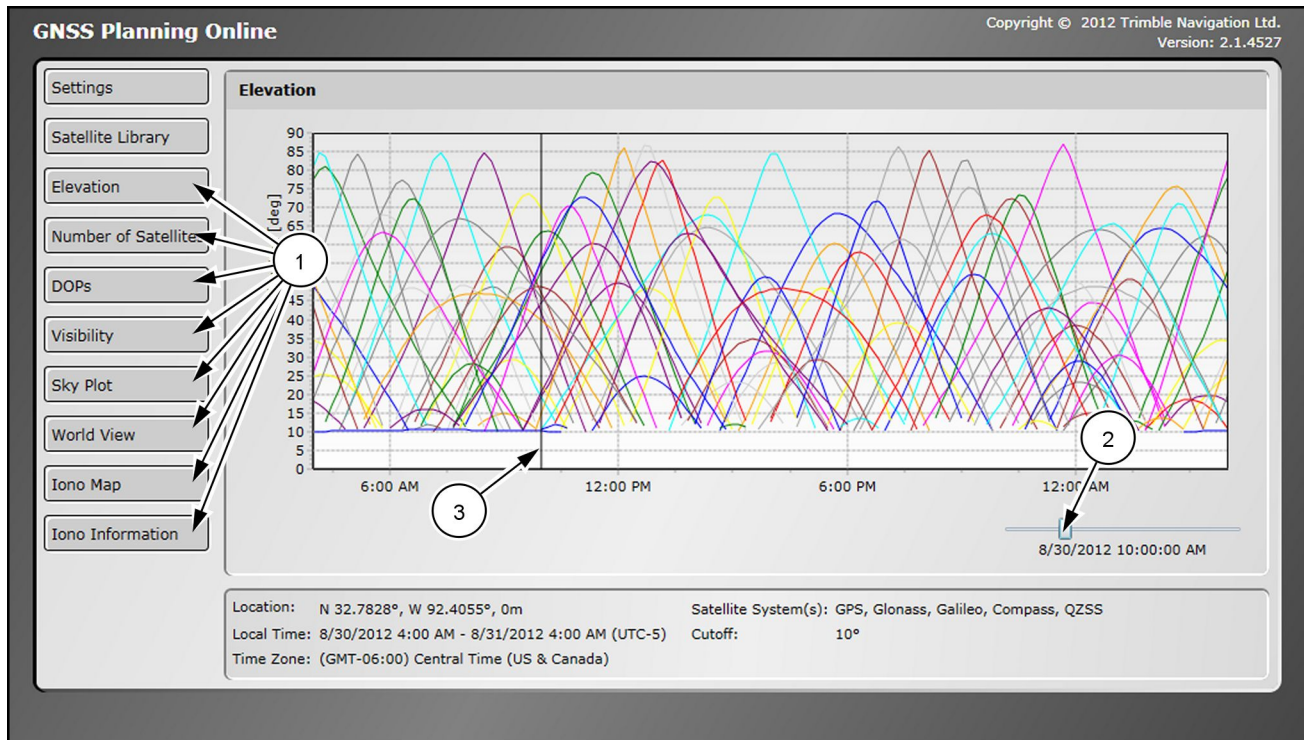 GNSS Planning Online
Copyright © 2012 Trimble Navigation Ltd.
Version: 2.1.4527
Settings
Satellite Library
Elevation
Number of Satellites
DOPs
Visibility
Sky Plot
World View
Iono Map
Iono Information
1
Elevation
[deg]
90
85
80
75
70
65
45
40
35
30
25
20
15
10
5
0
6:00 AM
12:00 PM
6:00 PM
12:00 AM
3
2
8/30/2012 10:00:00 AM
Location: N 32.7828°, W 92.4055°, 0m
Local Time: 8/30/2012 4:00 AM - 8/31/2012 4:00 AM (UTC-5)
Time Zone: (GMT-06:00) Central Time (US & Canada)
Satellite System(s): GPS, Glonass, Galileo, Compass, QZSS
Cutoff: 10°